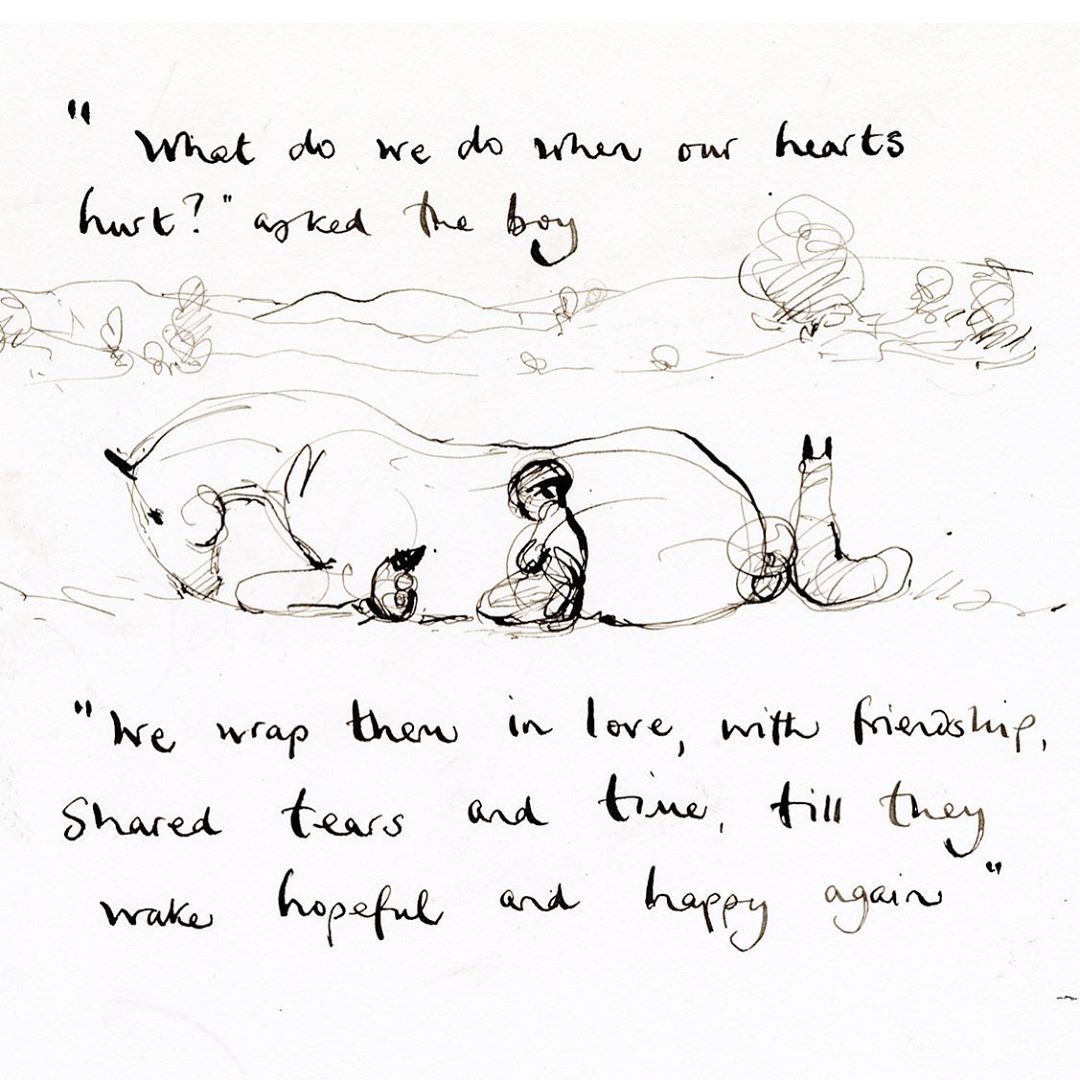 "What do we do when our hearts
hurt?" asked the boy
"We wrap them in love, with friendship,
Shared tears and time, till they
wake hopeful and happy again"